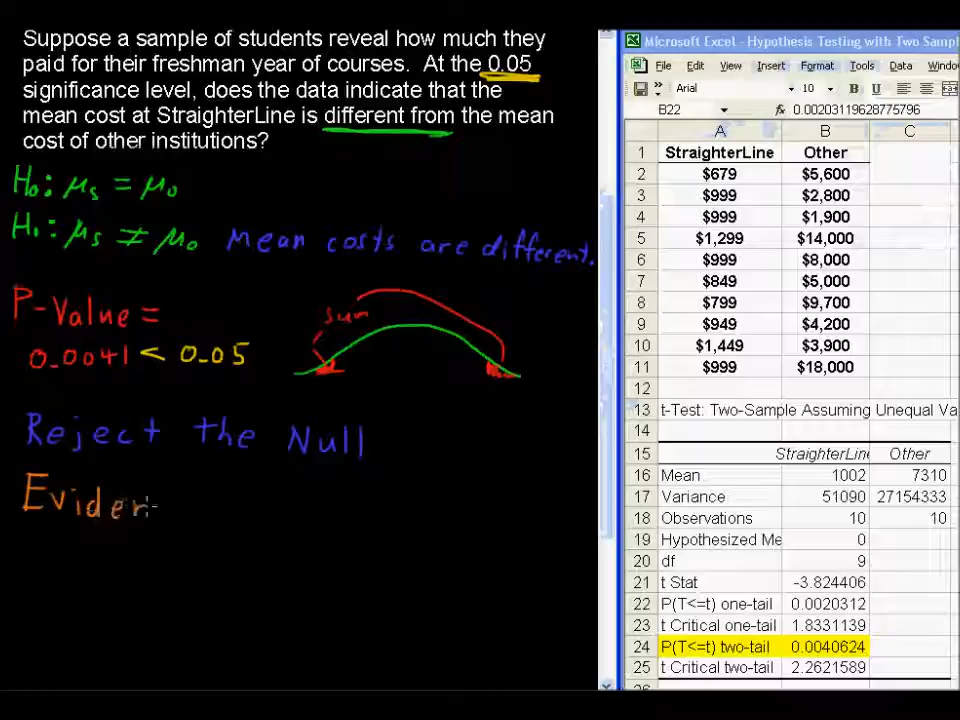 Suppose a sample of students reveal how much they
paid for their freshman year of courses. At the 0.05
significance level, does the data indicate that the
mean cost at StraighterLine is different from the mean
cost of other institutions?
H₀: μs = μ₀
H₁: μs ≠ μ₀ Mean costs are different.
P-Value =
0.0041 < 0.05
sum
Reject the Null
Eviden
Microsoft Excel - Hypothesis Testing with Two Sampl
File Edit View Insert Format Tools Data Window
Arial 10 B U
B22 fx 0.00203119628775796
A B C
1 StraighterLine Other
2 $679 $5,600
3 $999 $2,800
4 $999 $1,900
5 $1,299 $14,000
6 $999 $8,000
7 $849 $5,000
8 $799 $9,700
9 $949 $4,200
10 $1,449 $3,900
11 $999 $18,000
12
13 t-Test: Two-Sample Assuming Unequal Va
14
15 StraighterLine Other
16 Mean 1002 7310
17 Variance 51090 27154333
18 Observations 10 10
19 Hypothesized Me 0
20 df 9
21 t Stat -3.824406
22 P(T<=t) one-tail 0.0020312
23 t Critical one-tail 1.8331139
24 P(T<=t) two-tail 0.0040624
25 t Critical two-tail 2.2621589